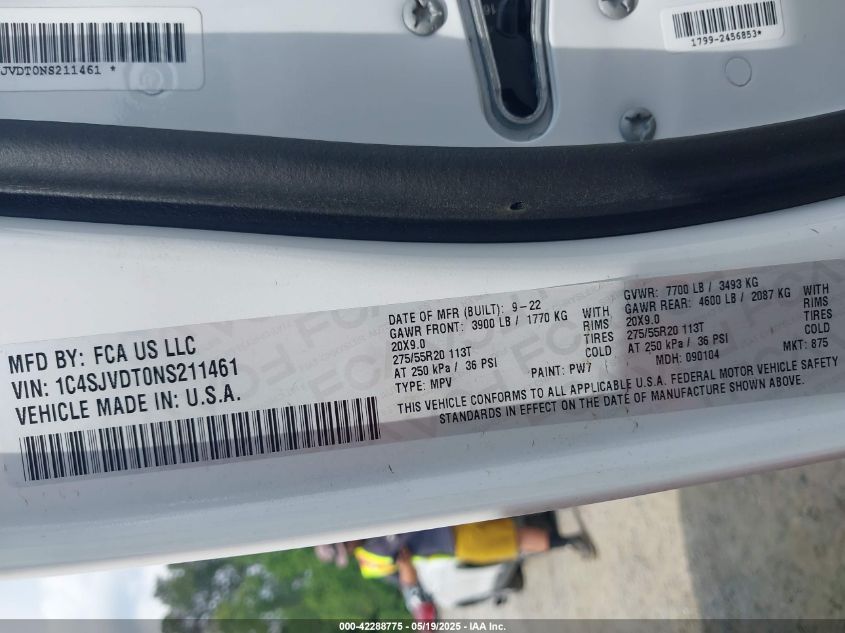 JVDT0NS211461 *
1799-2456853*
MFD BY: FCA US LLC
VIN: 1C4SJVDT0NS211461
VEHICLE MADE IN: U.S.A.
DATE OF MFR (BUILT): 9-22
GAWR FRONT: 3900 LB / 1770 KG WITH
20X9.0 RIMS
275/55R20 113T TIRES
AT 250 kPa / 36 PSI COLD
TYPE: MPV PAINT: PW7
GVWR: 7700 LB / 3493 KG
GAWR REAR: 4600 LB / 2087 KG WITH
20X9.0 RIMS
275/55R20 113T TIRES
AT 250 kPa / 36 PSI COLD
MDH: 090104 MKT: 875
THIS VEHICLE CONFORMS TO ALL APPLICABLE U.S.A. FEDERAL MOTOR VEHICLE SAFETY
STANDARDS IN EFFECT ON THE DATE OF MANUFACTURE SHOWN ABOVE.
000-42288775 - 05/19/2025 - IAA Inc.